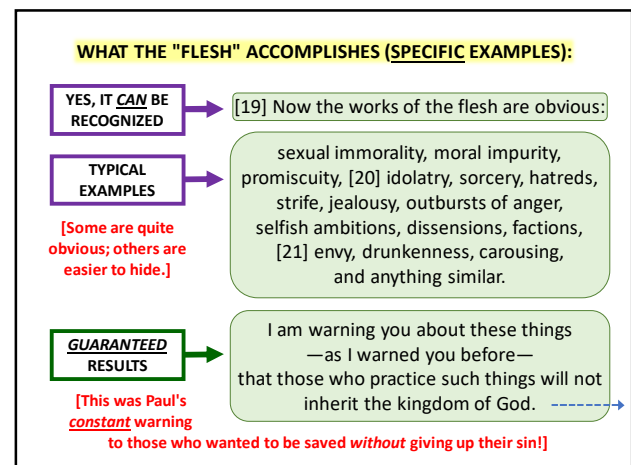 WHAT THE "FLESH" ACCOMPLISHES (SPECIFIC EXAMPLES):
YES, IT CAN BE
RECOGNIZED
[19] Now the works of the flesh are obvious:
TYPICAL
EXAMPLES
[Some are quite
obvious; others are
easier to hide.]
sexual immorality, moral impurity,
promiscuity, [20] idolatry, sorcery, hatreds,
strife, jealousy, outbursts of anger,
selfish ambitions, dissensions, factions,
[21] envy, drunkenness, carousing,
and anything similar.
GUARANTEED
RESULTS
I am warning you about these things
—as I warned you before—
that those who practice such things will not
inherit the kingdom of God.
[This was Paul's
constant warning
to those who wanted to be saved without giving up their sin!]